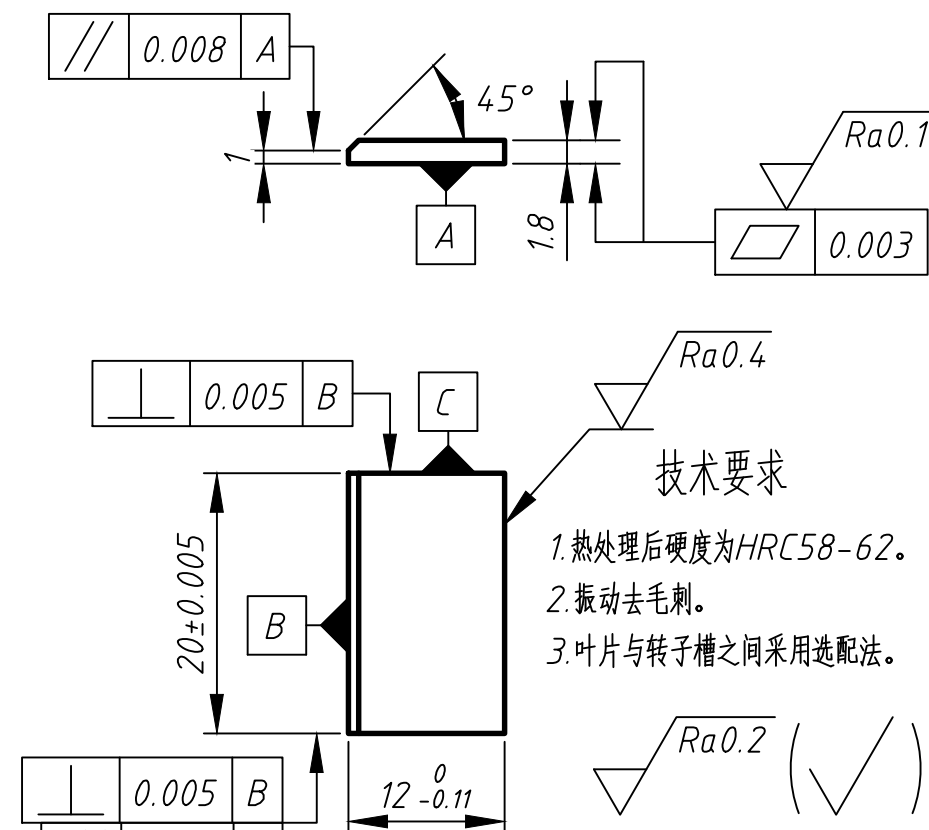 // 0.008 A
45°
1
Ra0.1
A
1.8
0.003
Ra0.4
⊥ 0.005 B
C
技术要求
1.热处理后硬度为HRC58-62。
2.振动去毛刺。
3.叶片与转子槽之间采用选配法。
20±0.005
B
Ra0.2 (√)
⊥ 0.005 B
12 0 -0.11